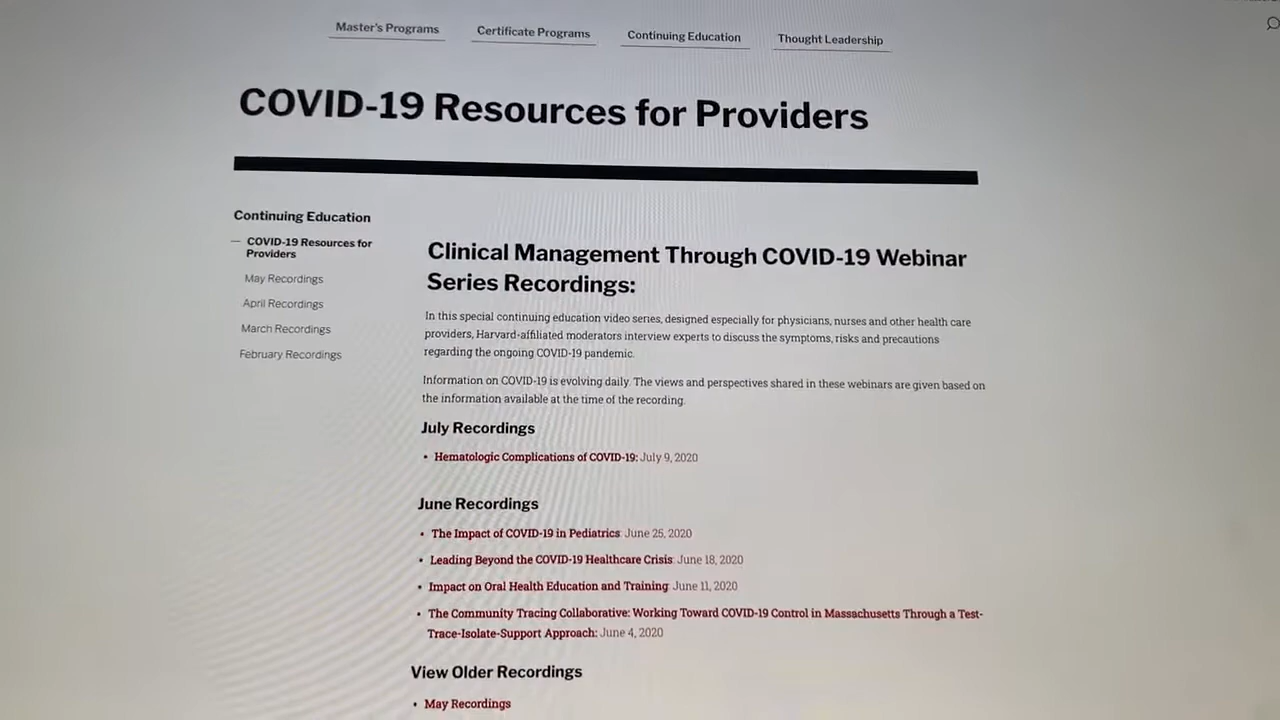 Master's Programs
Certificate Programs
Continuing Education
Thought Leadership
COVID-19 Resources for Providers
Continuing Education
— COVID-19 Resources for
Providers
May Recordings
April Recordings
March Recordings
February Recordings
Clinical Management Through COVID-19 Webinar
Series Recordings:
In this special continuing education video series, designed especially for physicians, nurses and other health care
providers, Harvard-affiliated moderators interview experts to discuss the symptoms, risks and precautions
regarding the ongoing COVID-19 pandemic.
Information on COVID-19 is evolving daily. The views and perspectives shared in these webinars are given based on
the information available at the time of the recording.
July Recordings
• Hematologic Complications of COVID-19: July 9, 2020
June Recordings
• The Impact of COVID-19 in Pediatrics: June 25, 2020
• Leading Beyond the COVID-19 Healthcare Crisis: June 18, 2020
• Impact on Oral Health Education and Training: June 11, 2020
• The Community Tracing Collaborative: Working Toward COVID-19 Control in Massachusetts Through a Test-
Trace-Isolate-Support Approach: June 4, 2020
View Older Recordings
• May Recordings